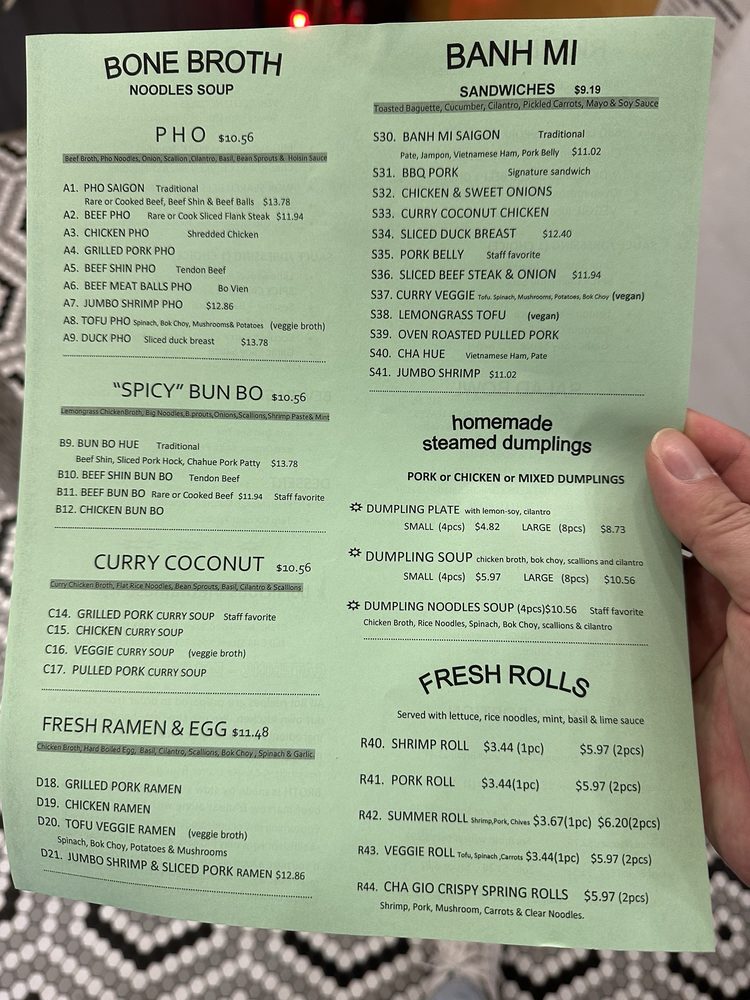 BONE BROTH
NOODLES SOUP
PHO $10.56
Beef Broth, Pho Noodles, Onion, Scallion ,Cilantro, Basil, Bean Sprouts & Hoisin Sauce
A1. PHO SAIGON Traditional
Rare or Cooked Beef, Beef Shin & Beef Balls $13.78
A2. BEEF PHO Rare or Cook Sliced Flank Steak $11.94
A3. CHICKEN PHO Shredded Chicken
A4. GRILLED PORK PHO
A5. BEEF SHIN PHO Tendon Beef
A6. BEEF MEAT BALLS PHO Bo Vien
A7. JUMBO SHRIMP PHO $12.86
A8. TOFU PHO Spinach, Bok Choy, Mushrooms& Potatoes (veggie broth)
A9. DUCK PHO Sliced duck breast $13.78
"SPICY" BUN BO $10.56
Lemongrass ChickenBroth, Big Noodles,B.prouts,Onions,Scallions,Shrimp Paste& Mint
B9. BUN BO HUE Traditional
Beef Shin, Sliced Pork Hock, Chahue Pork Patty $13.78
B10. BEEF SHIN BUN BO Tendon Beef
B11. BEEF BUN BO Rare or Cooked Beef $11.94 Staff favorite
B12. CHICKEN BUN BO
CURRY COCONUT $10.56
Curry Chicken Broth, Flat Rice Noodles, Bean Sprouts, Basil, Cilantro & Scallions
C14. GRILLED PORK CURRY SOUP Staff favorite
C15. CHICKEN CURRY SOUP
C16. VEGGIE CURRY SOUP (veggie broth)
C17. PULLED PORK CURRY SOUP
FRESH RAMEN & EGG $11.48
Chicken Broth, Hard Boiled Egg, Basil, Cilantro, Scallions, Bok Choy , Spinach & Garlic
D18. GRILLED PORK RAMEN
D19. CHICKEN RAMEN
D20. TOFU VEGGIE RAMEN (veggie broth)
Spinach, Bok Choy, Potatoes & Mushrooms
D21. JUMBO SHRIMP & SLICED PORK RAMEN $12.86
BANH MI
SANDWICHES $9.19
Toasted Baguette, Cucumber, Cilantro, Pickled Carrots, Mayo & Soy Sauce
S30. BANH MI SAIGON Traditional
Pate, Jampon, Vietnamese Ham, Pork Belly $11.02
S31. BBQ PORK Signature sandwich
S32. CHICKEN & SWEET ONIONS
S33. CURRY COCONUT CHICKEN
S34. SLICED DUCK BREAST $12.40
S35. PORK BELLY Staff favorite
S36. SLICED BEEF STEAK & ONION $11.94
S37. CURRY VEGGIE Tofu, Spinach, Mushrooms, Potatoes, Bok Choy (vegan)
S38. LEMONGRASS TOFU (vegan)
S39. OVEN ROASTED PULLED PORK
S40. CHA HUE Vietnamese Ham, Pate
S41. JUMBO SHRIMP $11.02
homemade
steamed dumplings
PORK or CHICKEN or MIXED DUMPLINGS
DUMPLING PLATE with lemon-soy, cilantro
SMALL (4pcs) $4.82 LARGE (8pcs) $8.73
DUMPLING SOUP chicken broth, bok choy, scallions and cilantro
SMALL (4pcs) $5.97 LARGE (8pcs) $10.56
DUMPLING NOODLES SOUP (4pcs)$10.56 Staff favorite
Chicken Broth, Rice Noodles, Spinach, Bok Choy, scallions & cilantro
FRESH ROLLS
Served with lettuce, rice noodles, mint, basil & lime sauce
R40. SHRIMP ROLL $3.44 (1pc) $5.97 (2pcs)
R41. PORK ROLL $3.44(1pc) $5.97 (2pcs)
R42. SUMMER ROLL Shrimp,Pork, Chives $3.67(1pc) $6.20(2pcs)
R43. VEGGIE ROLL Tofu, Spinach ,Carrots $3.44(1pc) $5.97 (2pcs)
R44. CHA GIO CRISPY SPRING ROLLS $5.97 (2pcs)
Shrimp, Pork, Mushroom, Carrots & Clear Noodles.